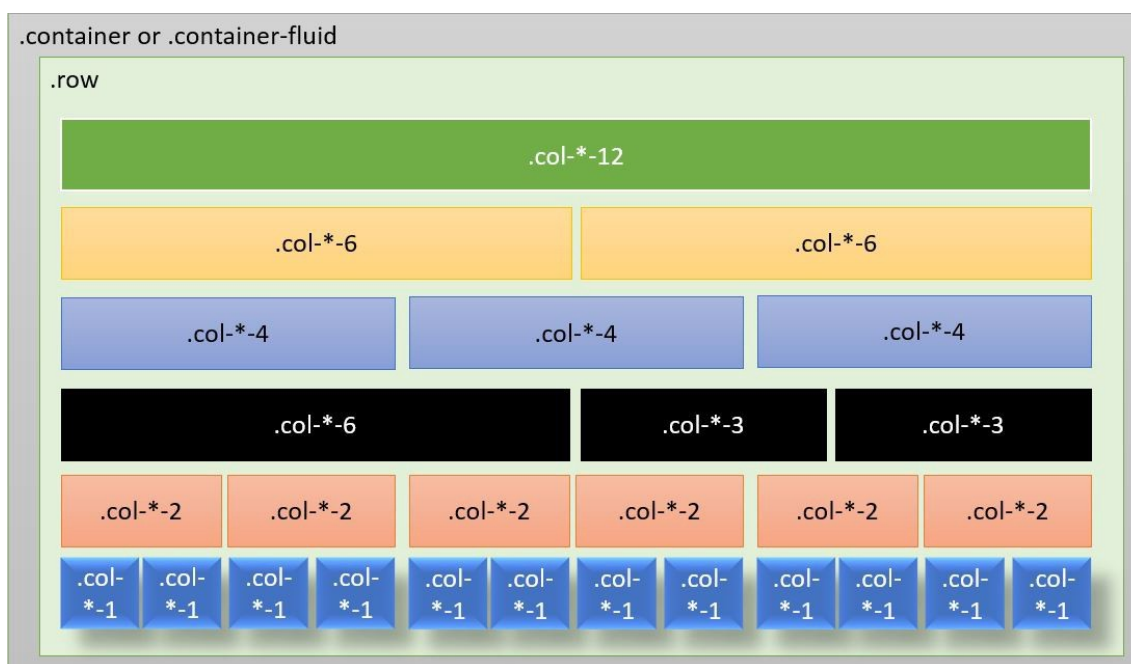 .container or .container-fluid
.row
.col-*-12
.col-*-6 .col-*-6
.col-*-4 .col-*-4 .col-*-4
.col-*-6 .col-*-3 .col-*-3
.col-*-2 .col-*-2 .col-*-2 .col-*-2 .col-*-2 .col-*-2
.col- .col- .col- .col- .col- .col- .col- .col- .col- .col- .col- .col-
*-1 *-1 *-1 *-1 *-1 *-1 *-1 *-1 *-1 *-1 *-1 *-1